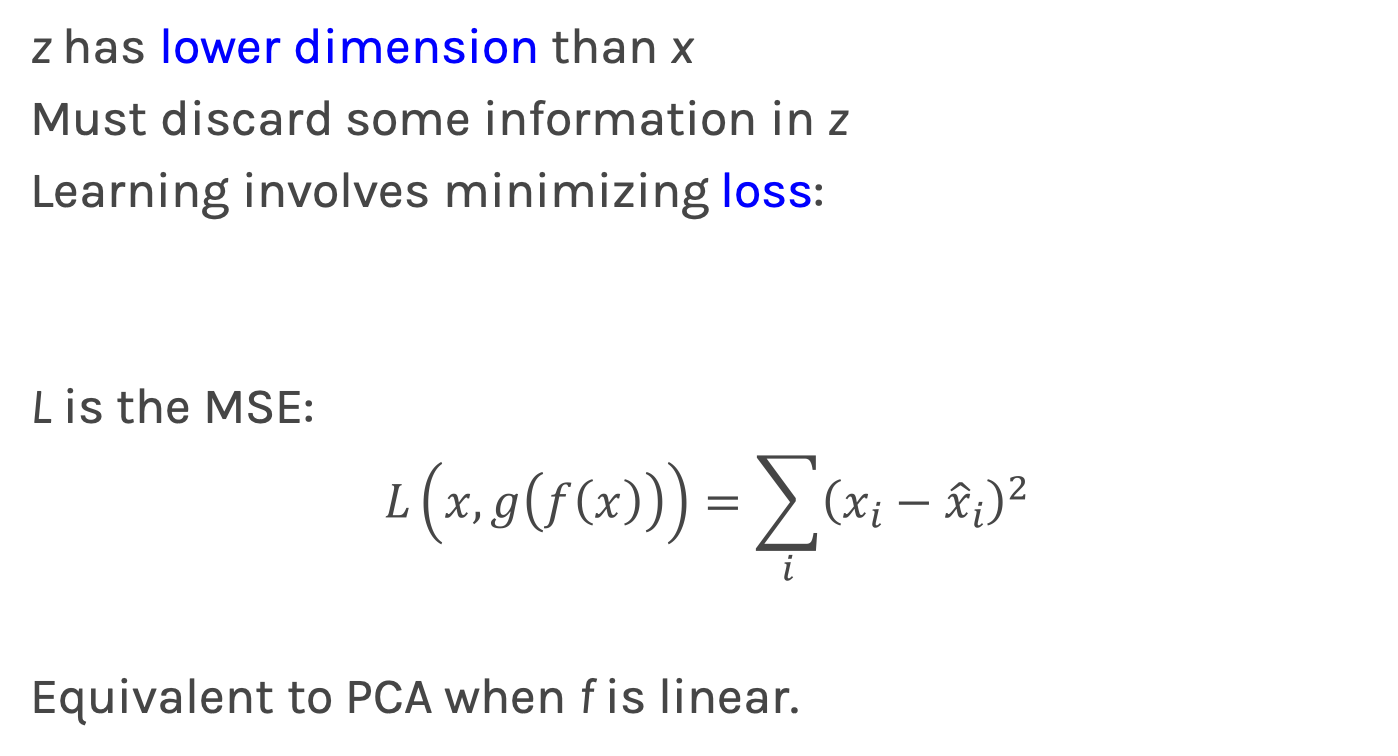 z has lower dimension than x
Must discard some information in z
Learning involves minimizing loss:
L is the MSE:
L(x, g(f(x))) = ∑_i (x_i − x̂_i)²
Equivalent to PCA when f is linear.